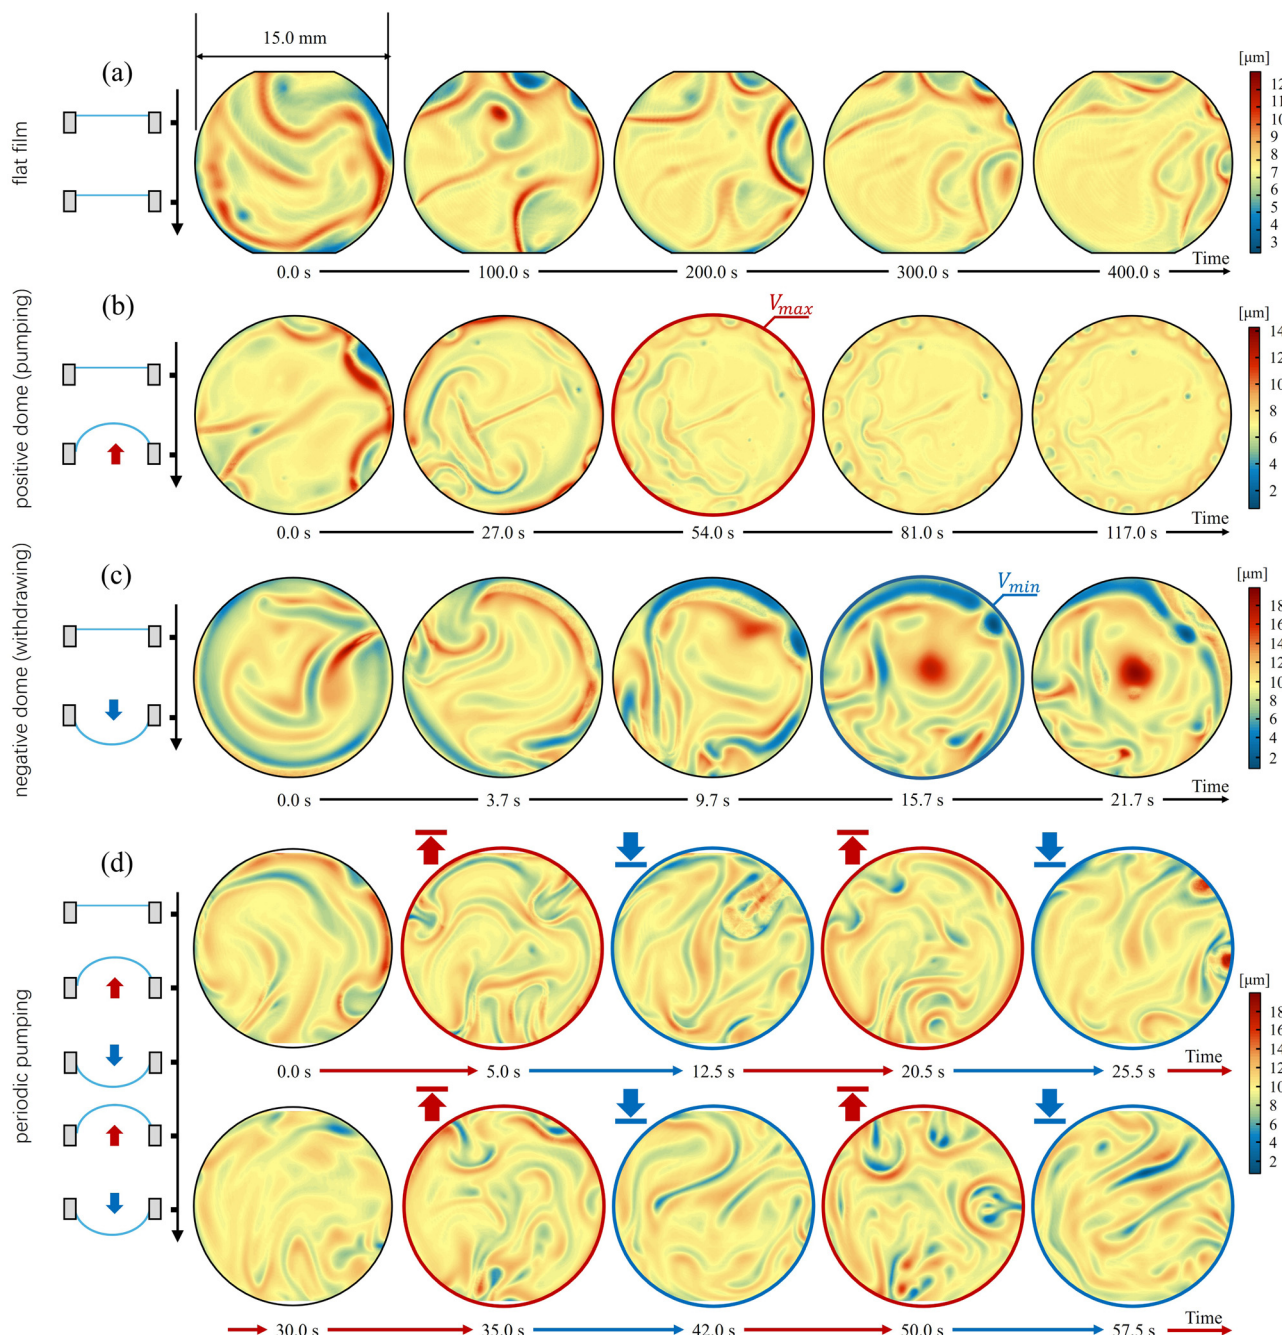 15.0 mm
(a)
flat film
[μm]
12
11
10
9
8
7
6
5
4
3
0.0 s
100.0 s
200.0 s
300.0 s
400.0 s
Time
(b)
positive dome (pumping)
Vmax
[μm]
14
12
10
8
6
4
2
0.0 s
27.0 s
54.0 s
81.0 s
117.0 s
Time
(c)
negative dome (withdrawing)
Vmin
[μm]
18
16
14
12
10
8
6
4
2
0.0 s
3.7 s
9.7 s
15.7 s
21.7 s
Time
(d)
periodic pumping
0.0 s
5.0 s
12.5 s
20.5 s
25.5 s
Time
[μm]
18
16
14
12
10
8
6
4
2
30.0 s
35.0 s
42.0 s
50.0 s
57.5 s
Time